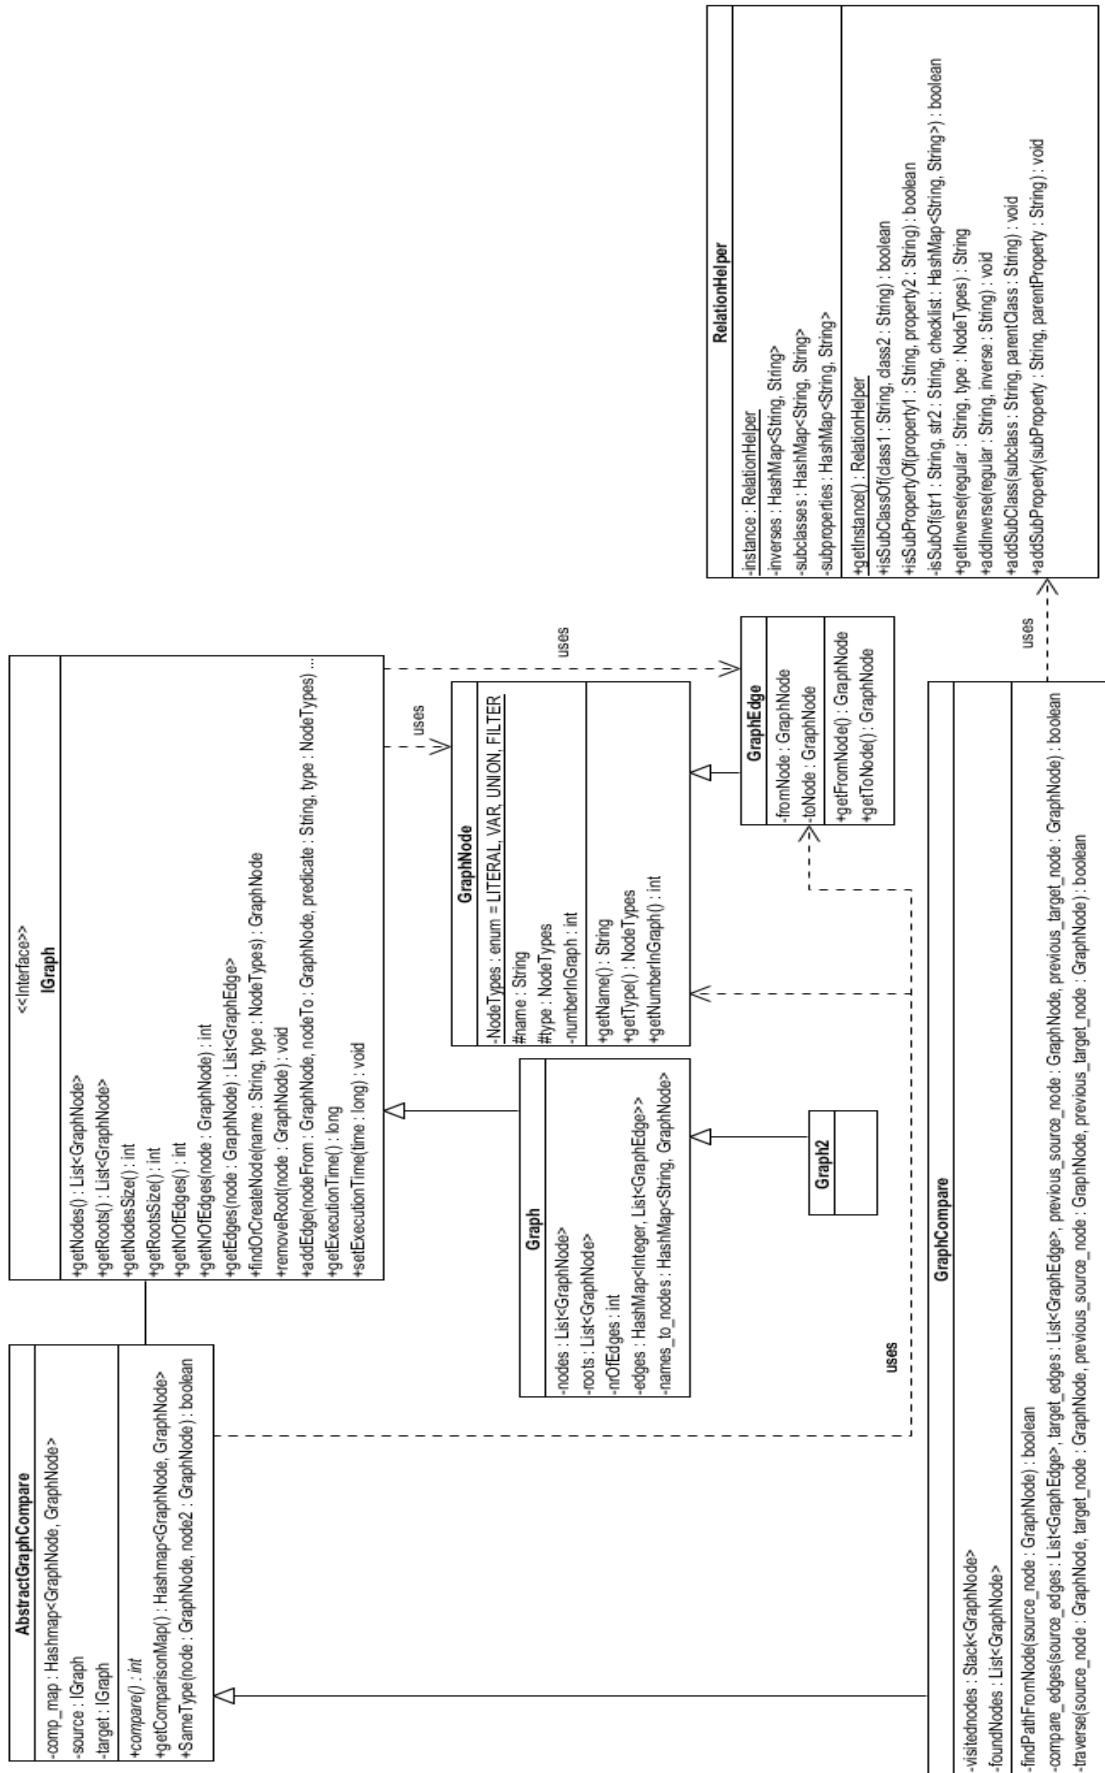 AbstractGraphCompare
-comp_map : Hashmap<GraphNode, GraphNode>
-source : IGraph
-target : IGraph
+compare() : int
+getComparisonMap() : Hashmap<GraphNode, GraphNode>
+SameType(node : GraphNode, node2 : GraphNode) : boolean
<<Interface>>
IGraph
+getNodes() : List<GraphNode>
+getRoots() : List<GraphNode>
+getNodesSize() : int
+getRootsSize() : int
+getNrOfEdges() : int
+getNrOfEdges(node : GraphNode) : int
+getEdges(node : GraphNode) : List<GraphEdge>
+findOrCreateNode(name : String, type : NodeTypes) : GraphNode
+removeRoot(node : GraphNode) : void
+addEdge(nodeFrom : GraphNode, nodeTo : GraphNode, predicate : String, type : NodeTypes) ...
+getExecutionTime() : long
+setExecutionTime(time : long) : void
uses
uses
Graph
-nodes : List<GraphNode>
-roots : List<GraphNode>
-nrOfEdges : int
-edges : HashMap<Integer, List<GraphEdge>>
-names_to_nodes : HashMap<String, GraphNode>
GraphNode
-NodeTypes : enum = LITERAL, VAR, UNION, FILTER
#name : String
#type : NodeTypes
-numberInGraph : int
+getName() : String
+getType() : NodeTypes
+getNumberInGraph() : int
Graph2
GraphEdge
-fromNode : GraphNode
-toNode : GraphNode
+getFromNode() : GraphNode
+getToNode() : GraphNode
uses
RelationHelper
-instance : RelationHelper
-inverses : HashMap<String, String>
-subclasses : HashMap<String, String>
-subproperties : HashMap<String, String>
+getInstance() : RelationHelper
+isSubClassOf(class1 : String, class2 : String) : boolean
+isSubPropertyOf(property1 : String, property2 : String) : boolean
-isSubOf(str1 : String, str2 : String, checklist : HashMap<String, String>) : boolean
+getInverse(regular : String, type : NodeTypes) : String
+addInverse(regular : String, inverse : String) : void
+addSubClass(subclass : String, parentClass : String) : void
+addSubProperty(subProperty : String, parentProperty : String) : void
uses
GraphCompare
-visitednodes : Stack<GraphNode>
-foundNodes : List<GraphNode>
-findPathFromNode(source_node : GraphNode) : boolean
-compare_edges(source_edges : List<GraphEdge>, target_edges : List<GraphEdge>, previous_source_node : GraphNode, previous_target_node : GraphNode) : boolean
-traverse(source_node : GraphNode, target_node : GraphNode, previous_source_node : GraphNode, previous_target_node : GraphNode) : boolean